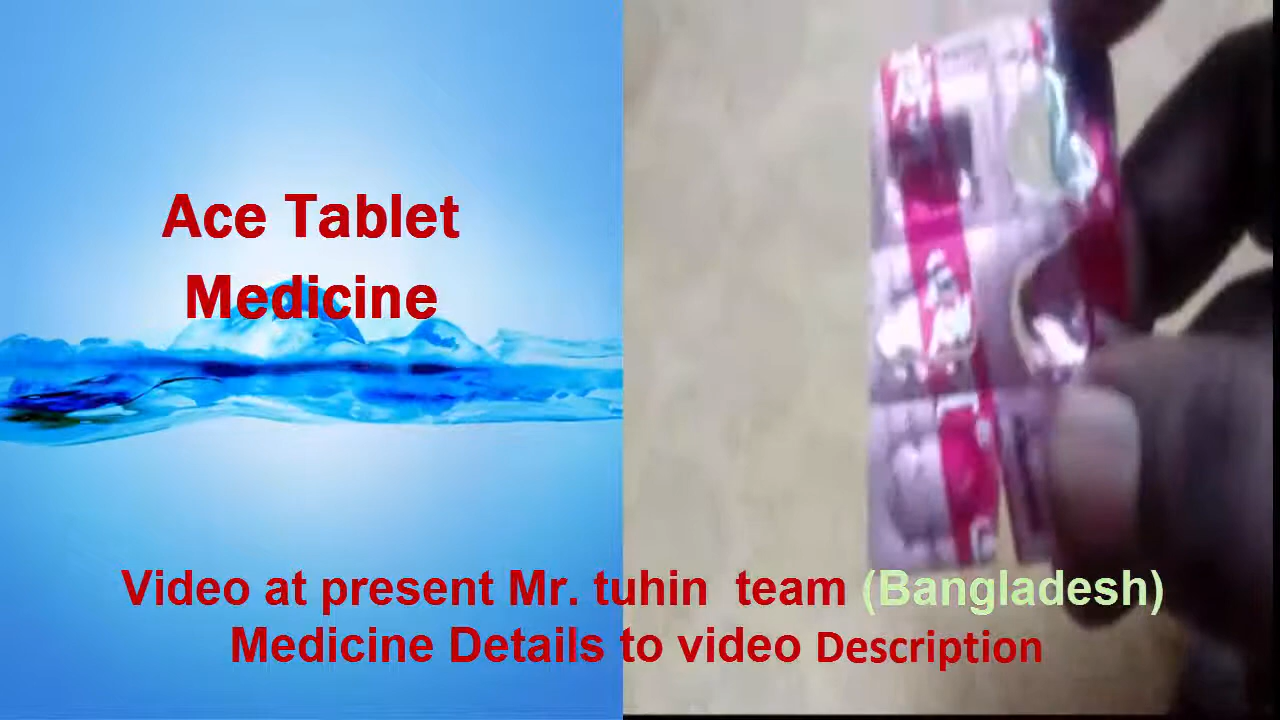 Ace Tablet
Medicine
Video at present Mr. tuhin  team (Bangladesh)
Medicine Details to video Description